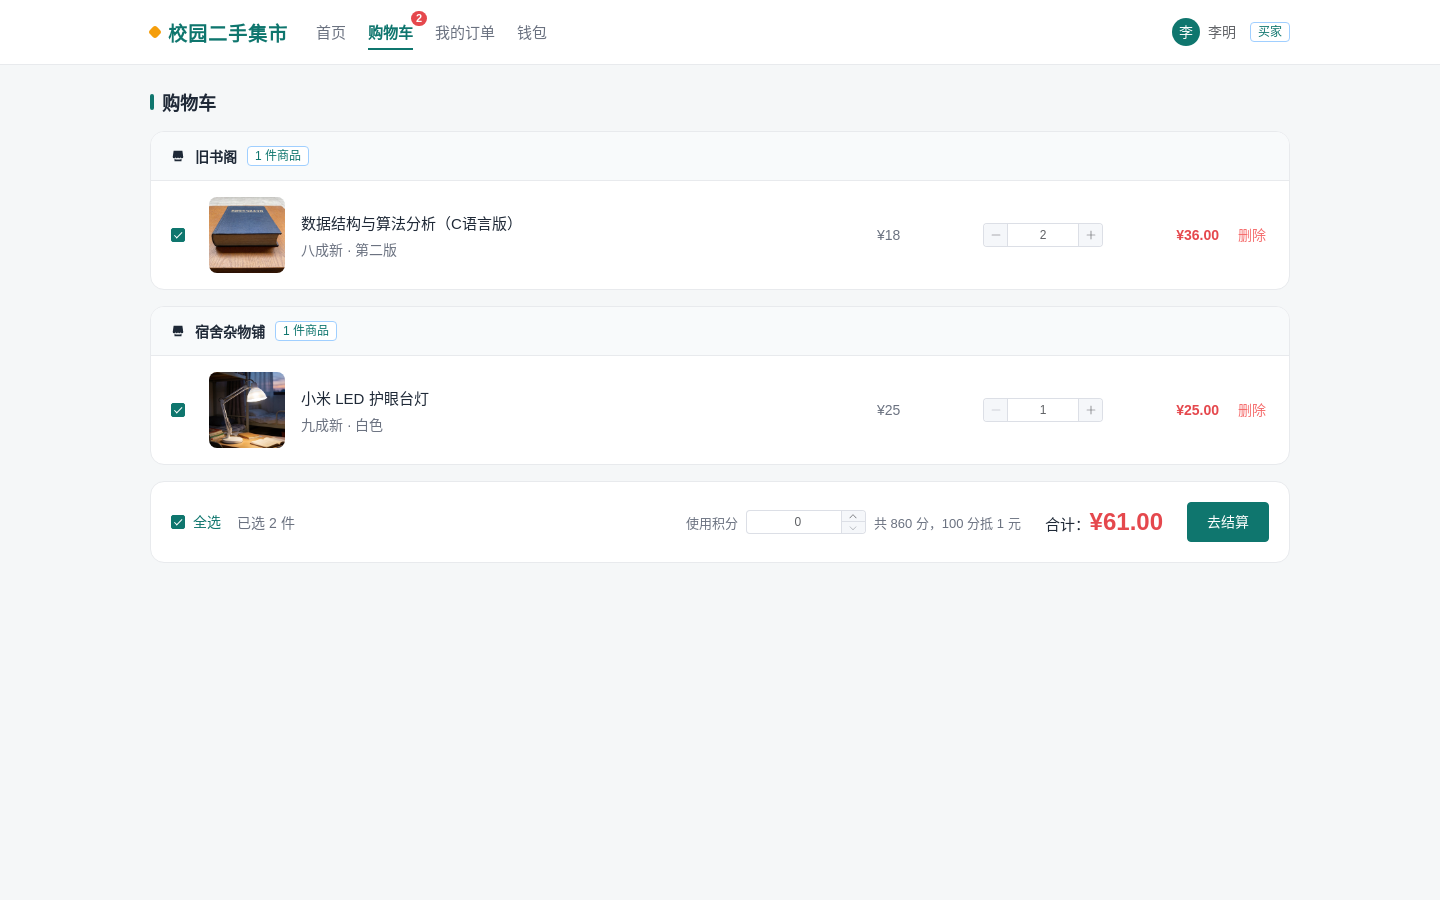 校园二手集市
首页
购物车
2
我的订单
钱包
李
李明
买家
购物车
旧书阁
1 件商品
数据结构与算法分析（C语言版）
八成新 · 第二版
¥18
2
¥36.00
删除
宿舍杂物铺
1 件商品
小米 LED 护眼台灯
九成新 · 白色
¥25
1
¥25.00
删除
全选
已选 2 件
使用积分
0
共 860 分，100 分抵 1 元
合计：
¥61.00
去结算